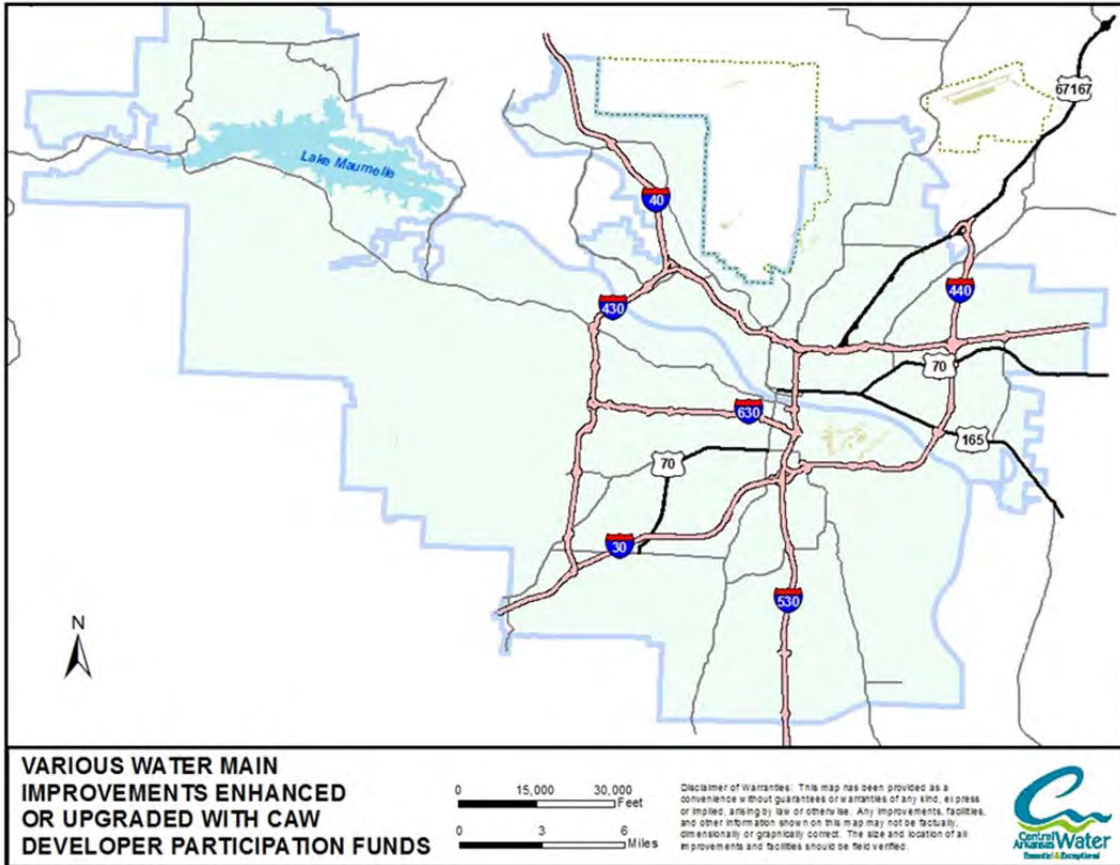 67167
Lake Maumelle
40
440
430
70
630
165
70
30
530
N
VARIOUS WATER MAIN
IMPROVEMENTS ENHANCED
OR UPGRADED WITH CAW
DEVELOPER PARTICIPATION FUNDS
0 15,000 30,000
Feet
0 3 6
Miles
Disclaimer of Warranties: This map has been provided as a
convenience without guarantees or warranties of any kind, express
or implied, arising by law or otherwise. Any improvements, facilities,
and other information shown on this map may not be factually,
dimensionally or graphically correct. The size and location of all
improvements and facilities should be field verified.
Central
Arkansas Water
Essential & Exceptional